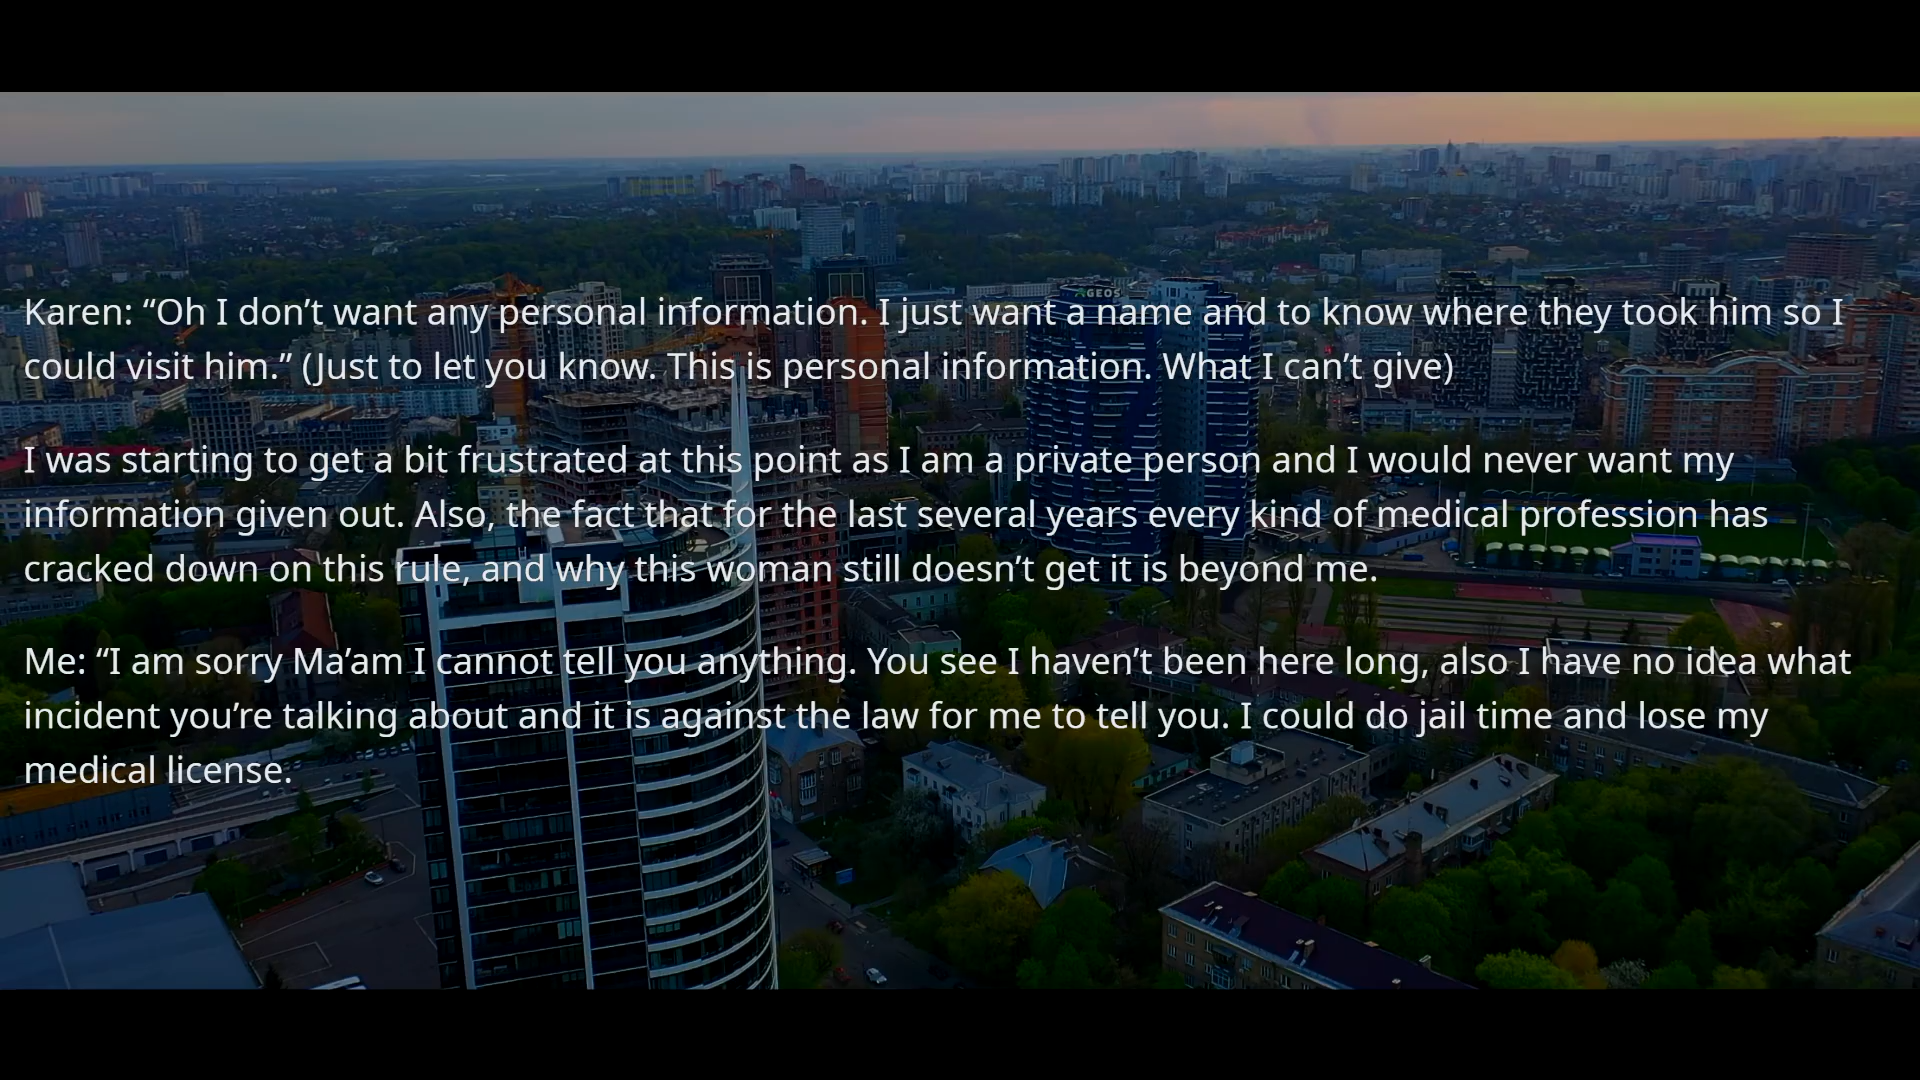 GEOS
Karen: “Oh I don’t want any personal information. I just want a name and to know where they took him so I
could visit him.” (Just to let you know. This is personal information. What I can’t give)
I was starting to get a bit frustrated at this point as I am a private person and I would never want my
information given out. Also, the fact that for the last several years every kind of medical profession has
cracked down on this rule, and why this woman still doesn’t get it is beyond me.
Me: “I am sorry Ma’am I cannot tell you anything. You see I haven’t been here long, also I have no idea what
incident you’re talking about and it is against the law for me to tell you. I could do jail time and lose my
medical license.